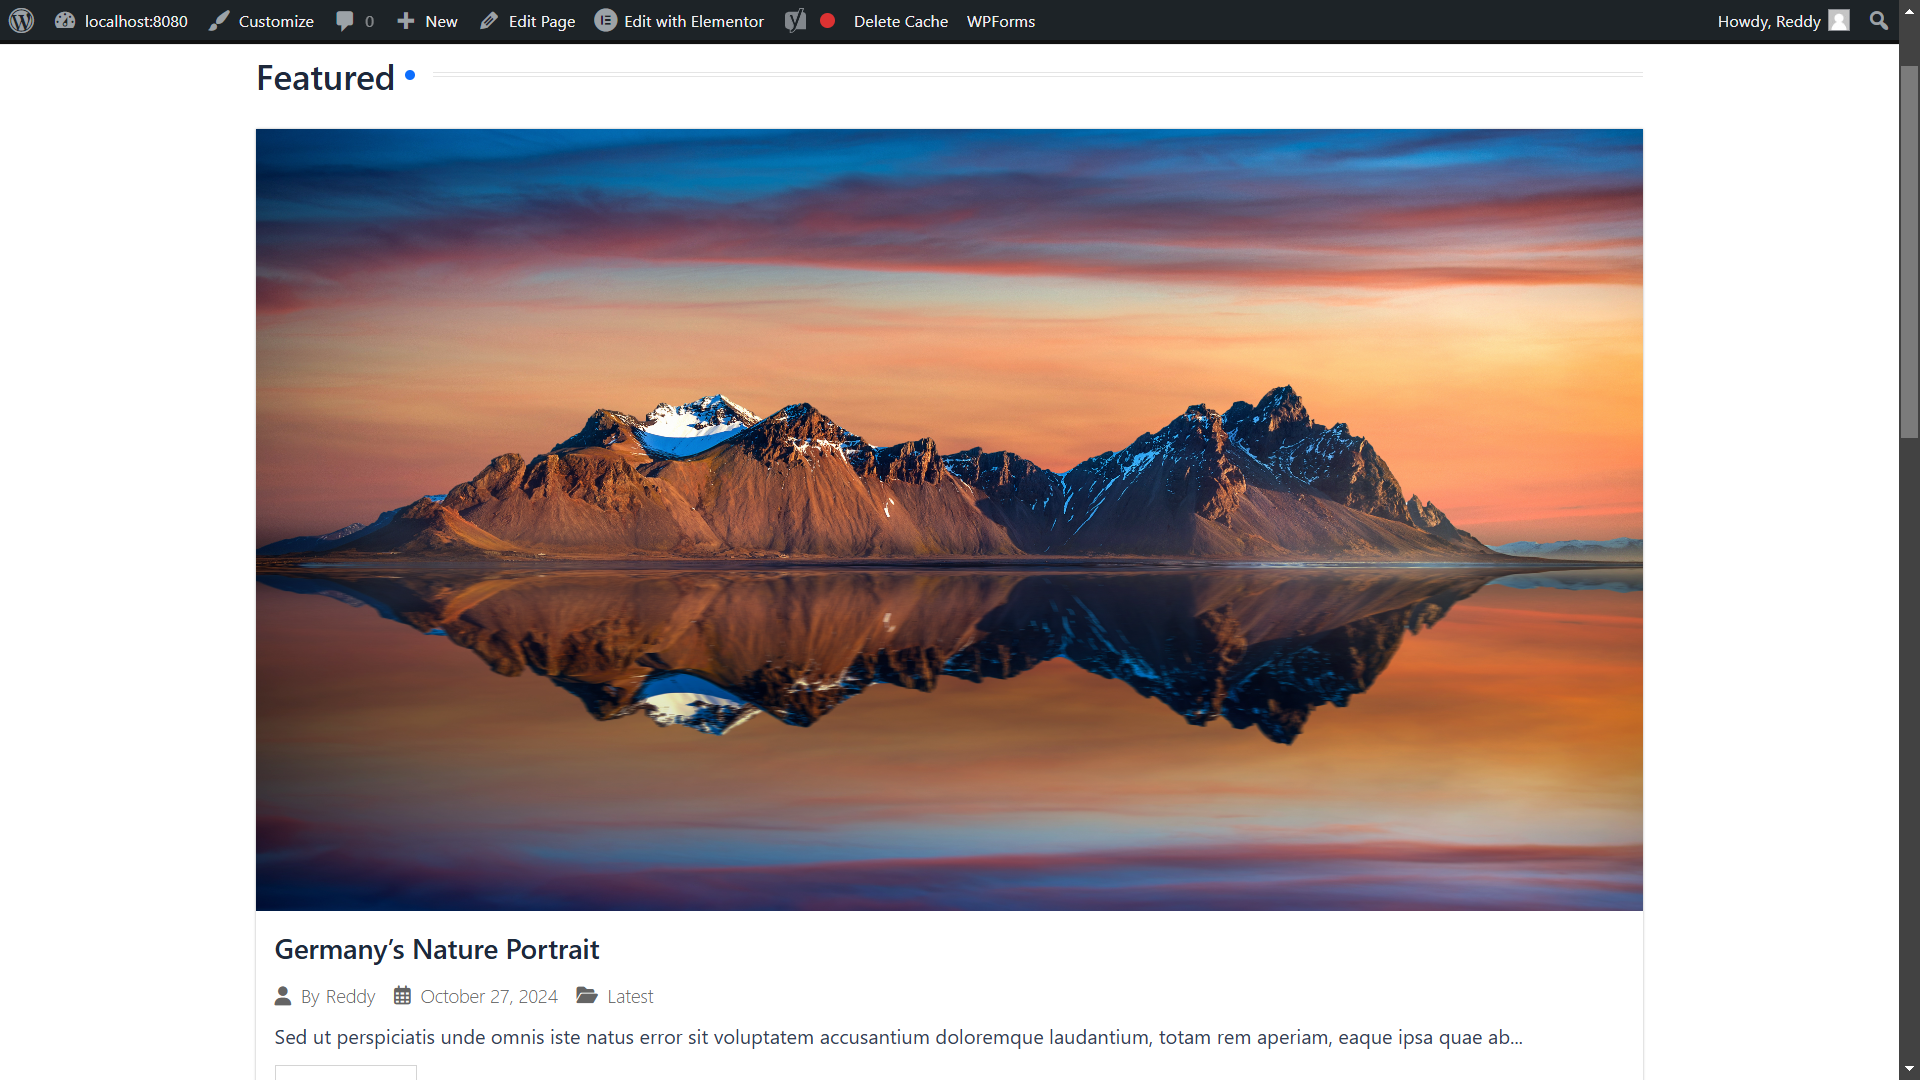 localhost:8080 Customize 0 New Edit Page Edit with Elementor Delete Cache WPForms Howdy, Reddy
Featured
Germany’s Nature Portrait
By Reddy October 27, 2024 Latest
Sed ut perspiciatis unde omnis iste natus error sit voluptatem accusantium doloremque laudantium, totam rem aperiam, eaque ipsa quae ab...